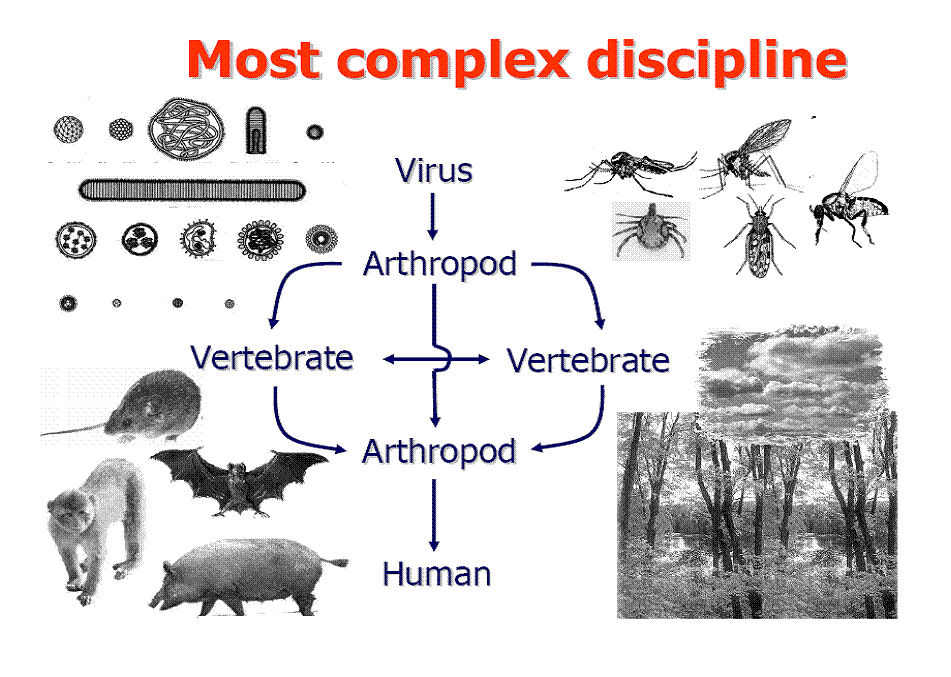 Most complex discipline
Virus
Arthropod
Vertebrate
Vertebrate
Arthropod
Human